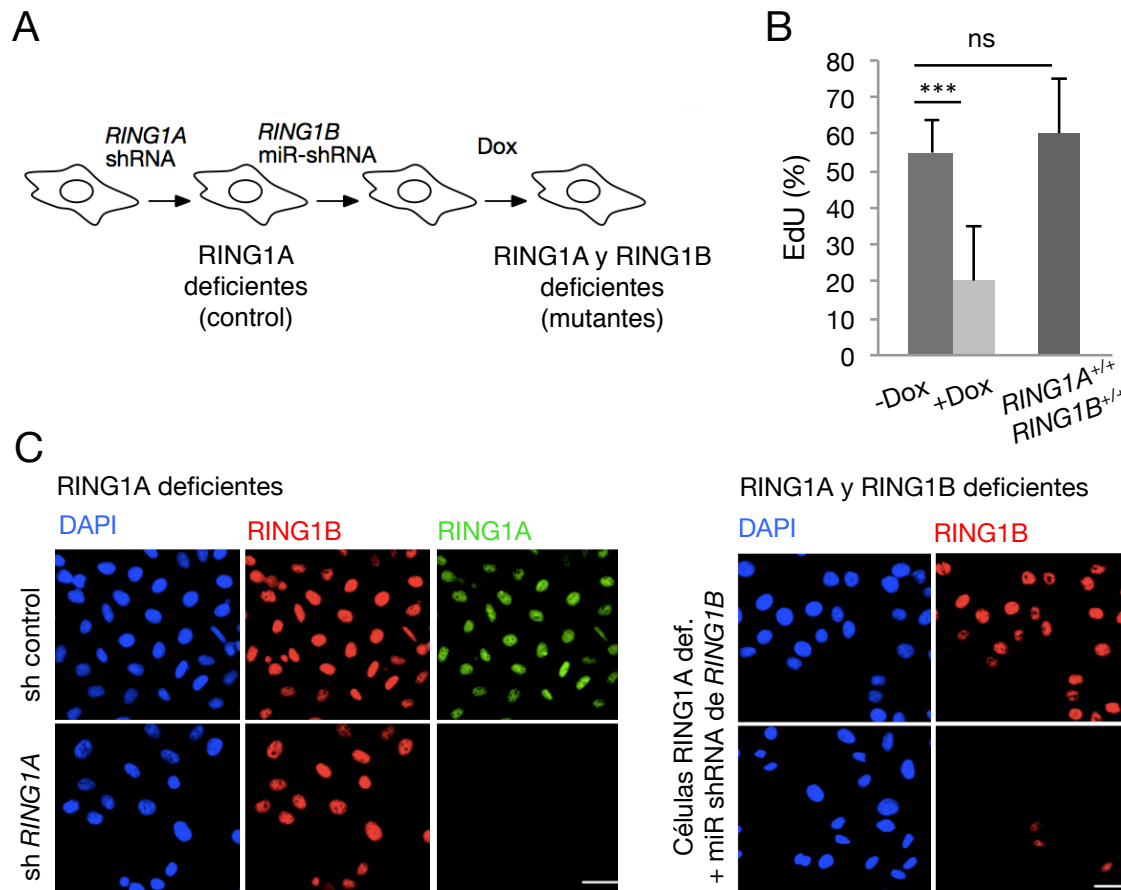 A
RING1A
shRNA
RING1B
miR-shRNA
Dox
RING1A
deficientes
(control)
RING1A y RING1B
deficientes
(mutantes)
B
ns
***
80
70
60
50
40
30
20
10
0
EdU (%)
-Dox
+Dox
RING1A+/+
RING1B+/+
C
RING1A deficientes
DAPI
RING1B
RING1A
sh control
sh RING1A
RING1A y RING1B deficientes
DAPI
RING1B
Células RING1A def.
+ miR shRNA de RING1B